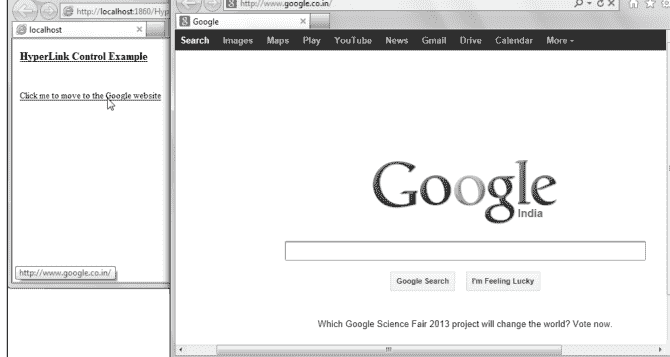 http://localhost:1860/Hyp
localhost
HyperLink Control Example
Click me to move to the Google website
http://www.google.co.in/
http://www.google.co.in/
Google
Search Images Maps Play YouTube News Gmail Drive Calendar More
Google
India
Google Search I'm Feeling Lucky
Which Google Science Fair 2013 project will change the world? Vote now.